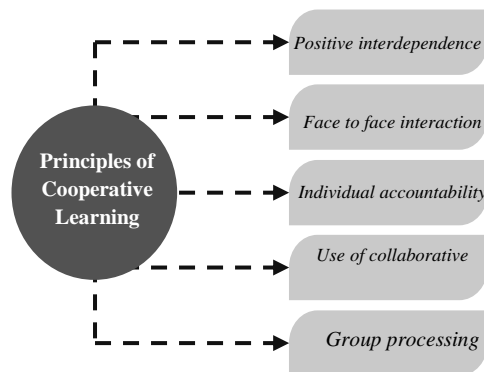 Positive interdependence
Face to face interaction
Principles of
Cooperative
Learning
Individual accountability
Use of collaborative
Group processing